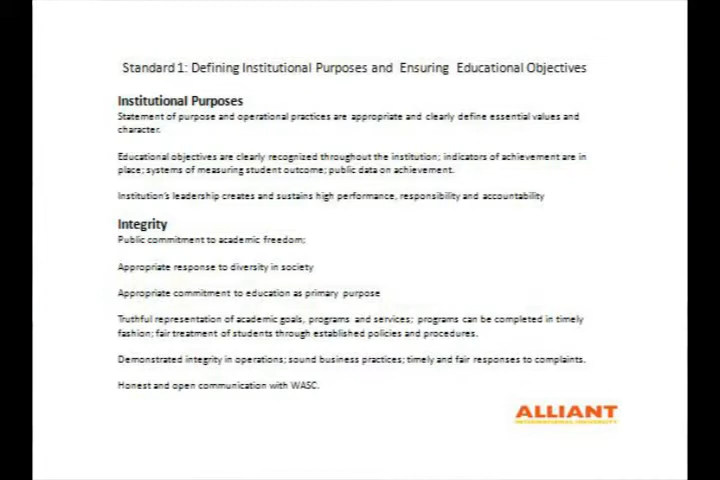 Standard 1: Defining Institutional Purposes and Ensuring Educational Objectives
Institutional Purposes
Statement of purpose and operational practices are appropriate and clearly define essential values and
character.
Educational objectives are clearly recognized throughout the institution; indicators of achievement are in
place; systems of measuring student outcome; public data on achievement.
Institution's leadership creates and sustains high performance, responsibility and accountability
Integrity
Public commitment to academic freedom;
Appropriate response to diversity in society
Appropriate commitment to education as primary purpose
Truthful representation of academic goals, programs and services; programs can be completed in timely
fashion; fair treatment of students through established policies and procedures.
Demonstrated integrity in operations; sound business practices; timely and fair responses to complaints.
Honest and open communication with WASC.
ALLIANT
INTERNATIONAL UNIVERSITY